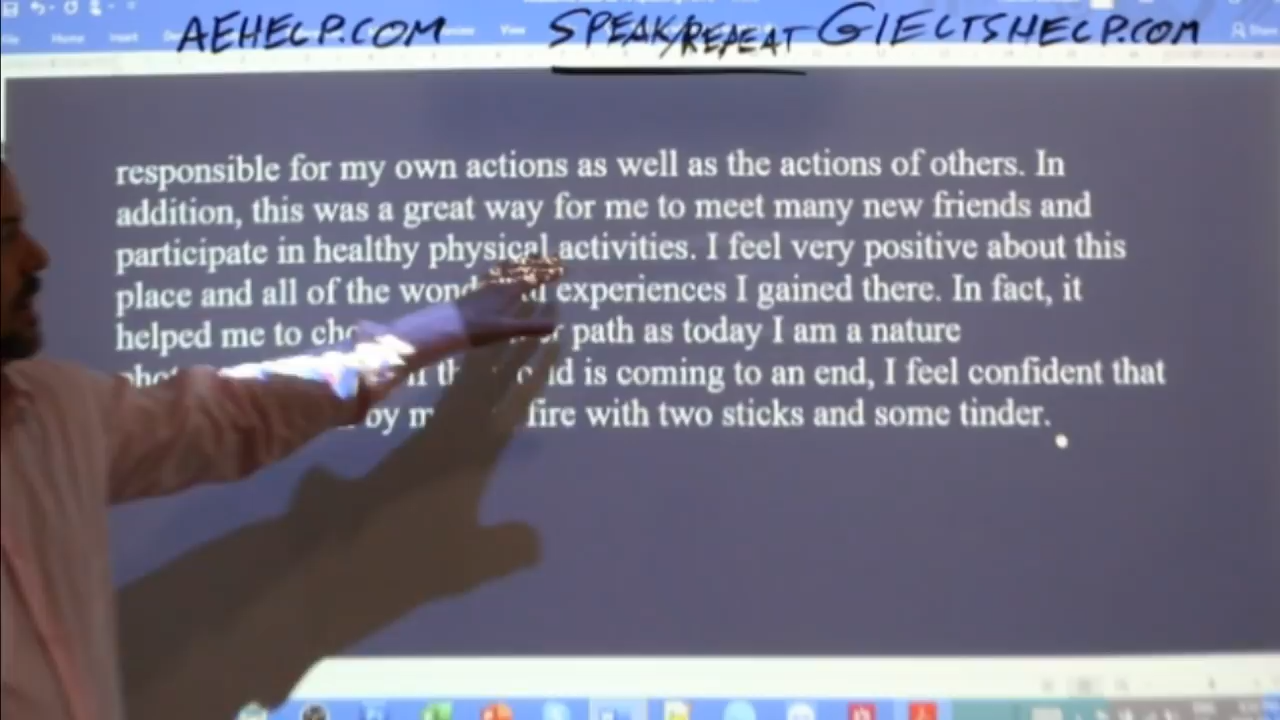 AEHELP.COM SPEAK/REPEAT GIELTSHELP.COM
Home Insert View
responsible for my own actions as well as the actions of others. In
addition, this was a great way for me to meet many new friends and
participate in healthy physical activities. I feel very positive about this
place and all of the experiences I gained there. In fact, it
helped me to path as today I am a nature
is coming to an end, I feel confident that
by fire with two sticks and some tinder.